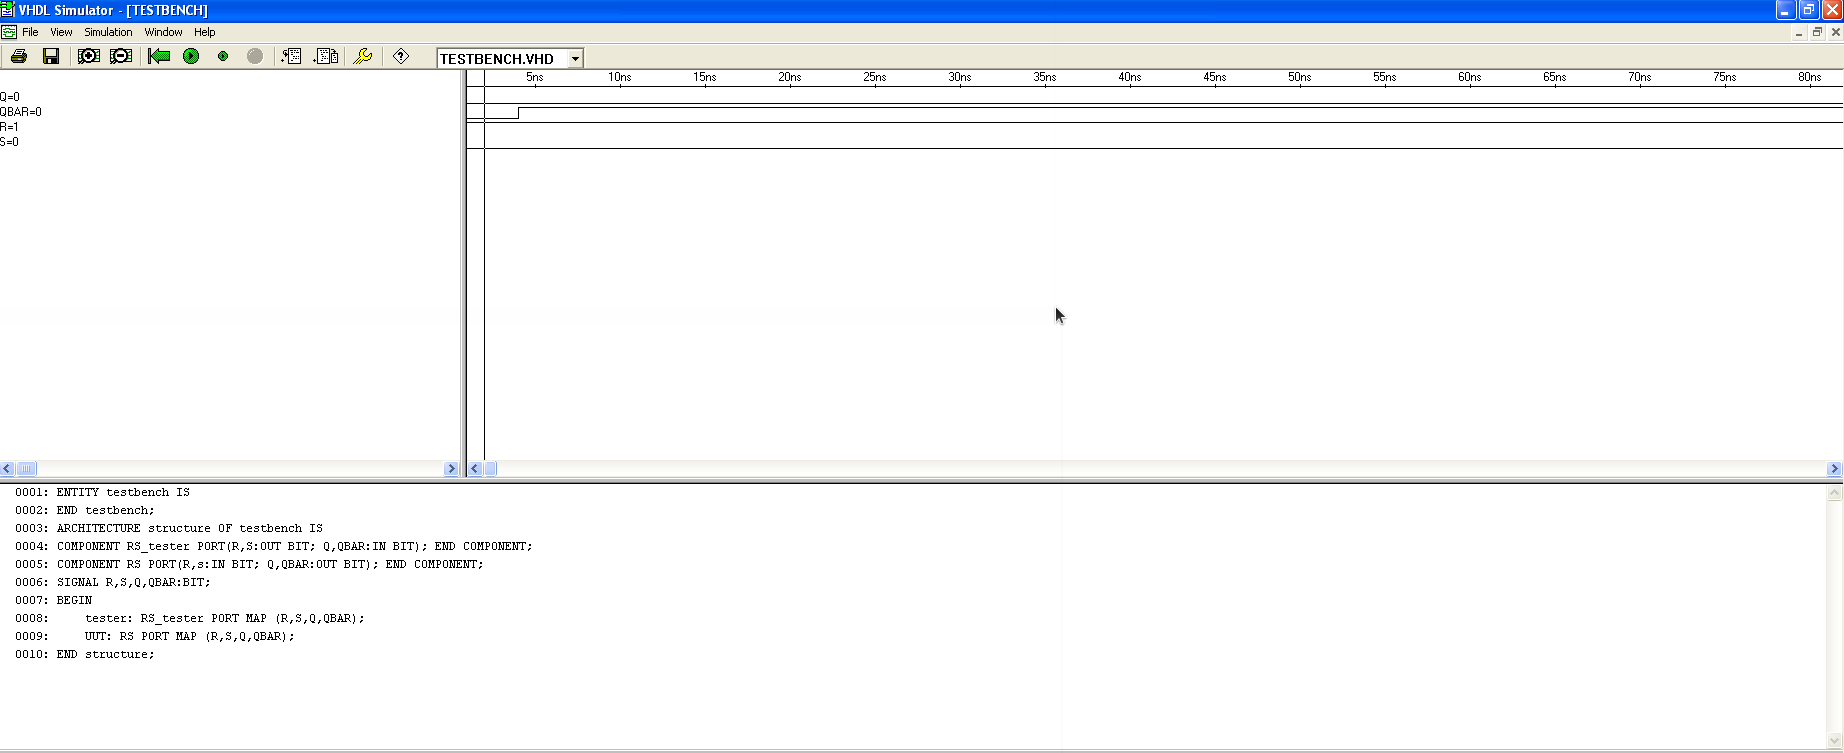 VHDL Simulator - [TESTBENCH]
File View Simulation Window Help
TESTBENCH.VHD
5ns 10ns 15ns 20ns 25ns 30ns 35ns 40ns 45ns 50ns 55ns 60ns 65ns 70ns 75ns 80ns
Q=0
QBAR=0
R=1
S=0
0001: ENTITY testbench IS
0002: END testbench;
0003: ARCHITECTURE structure OF testbench IS
0004: COMPONENT RS_tester PORT(R,S:OUT BIT; Q,QBAR:IN BIT); END COMPONENT;
0005: COMPONENT RS PORT(R,s:IN BIT; Q,QBAR:OUT BIT); END COMPONENT;
0006: SIGNAL R,S,Q,QBAR:BIT;
0007: BEGIN
0008:     tester: RS_tester PORT MAP (R,S,Q,QBAR);
0009:     UUT: RS PORT MAP (R,S,Q,QBAR);
0010: END structure;